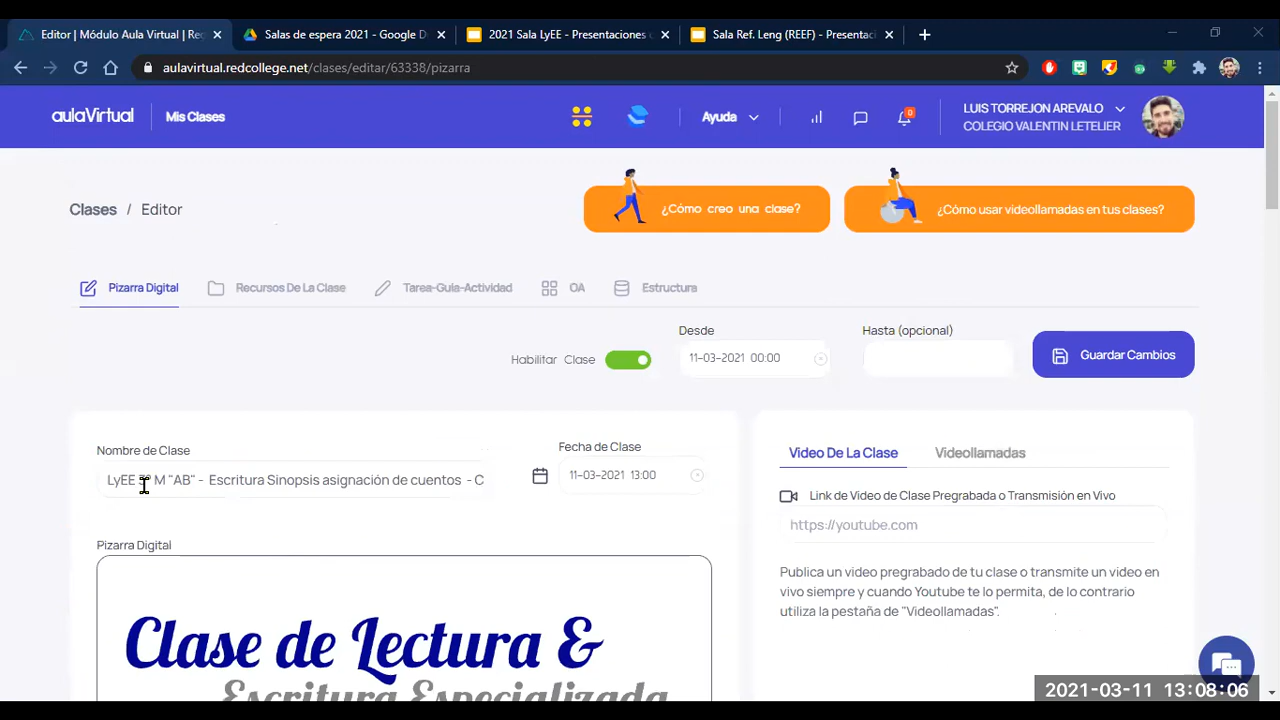 Editor | Módulo Aula Virtual | Re
Salas de espera 2021 - Google D
2021 Sala LyEE - Presentaciones
Sala Ref. Leng (REEF) - Presentac
aulavirtual.redcollege.net/clases/editar/63338/pizarra
aulaVirtual
Mis Clases
Ayuda
0
LUIS TORREJON AREVALO
COLEGIO VALENTIN LETELIER
Clases / Editor
¿Cómo creo una clase?
¿Cómo usar videollamadas en tus clases?
Pizarra Digital
Recursos De La Clase
Tarea-Guía-Actividad
OA
Estructura
Habilitar Clase
Desde
11-03-2021 00:00
Hasta (opcional)
Guardar Cambios
Nombre de Clase
LyEE 3º M "AB" - Escritura Sinopsis asignación de cuentos - C
Fecha de Clase
11-03-2021 13:00
Video De La Clase
Videollamadas
Link de Video de Clase Pregrabada o Transmisión en Vivo
https://youtube.com
Publica un video pregrabado de tu clase o transmite un video en
vivo siempre y cuando Youtube te lo permita, de lo contrario
utiliza la pestaña de "Videollamadas".
Pizarra Digital
Clase de Lectura &
Escritura Especializada
2021-03-11 13:08:06